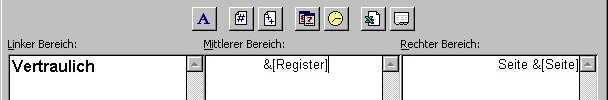 A
Linker Bereich: Mittlerer Bereich: Rechter Bereich:
Vertraulich &[Register] Seite &[Seite]